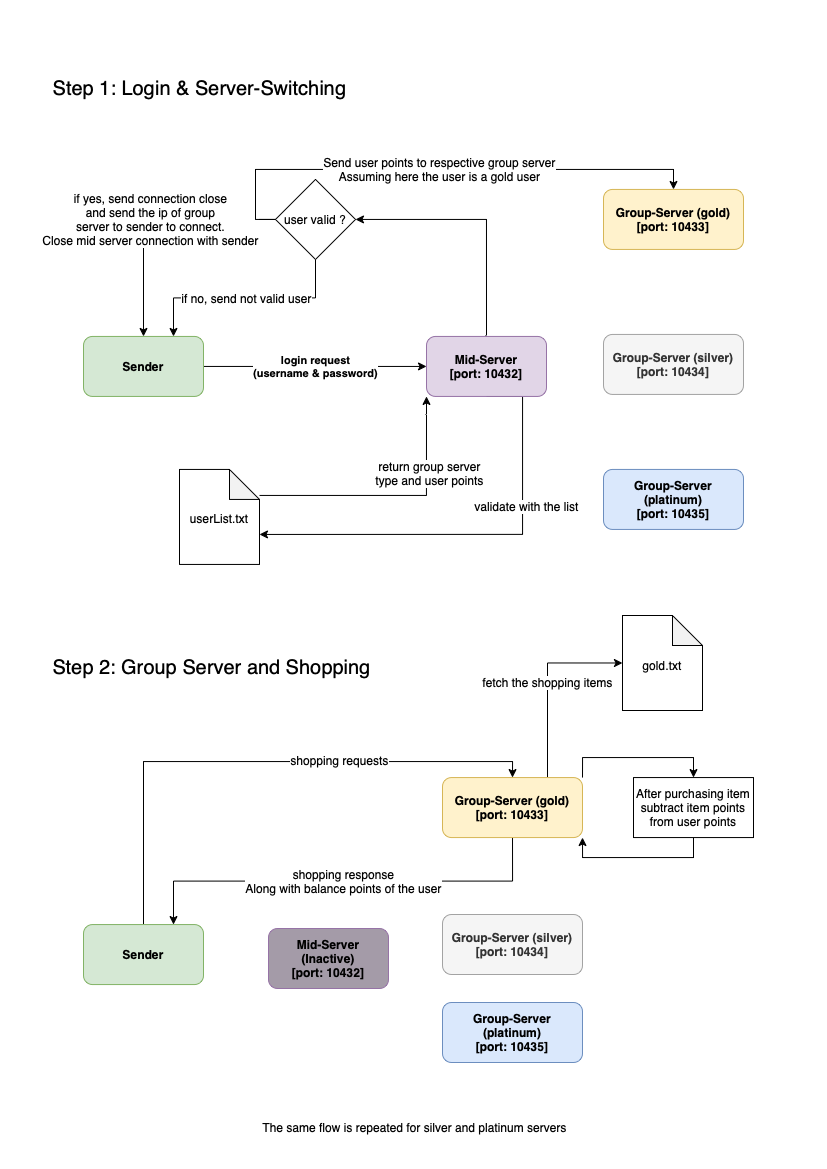 Step 1: Login & Server-Switching
Send user points to respective group server
Assuming here the user is a gold user
if yes, send connection close
and send the ip of group
server to sender to connect.
Close mid server connection with sender
user valid ?
Group-Server (gold)
[port: 10433]
if no, send not valid user
Sender
login request
(username & password)
Mid-Server
[port: 10432]
Group-Server (silver)
[port: 10434]
return group server
type and user points
userList.txt
validate with the list
Group-Server
(platinum)
[port: 10435]
Step 2: Group Server and Shopping
gold.txt
fetch the shopping items
shopping requests
Group-Server (gold)
[port: 10433]
After purchasing item
subtract item points
from user points
shopping response
Along with balance points of the user
Sender
Mid-Server
(Inactive)
[port: 10432]
Group-Server (silver)
[port: 10434]
Group-Server
(platinum)
[port: 10435]
The same flow is repeated for silver and platinum servers